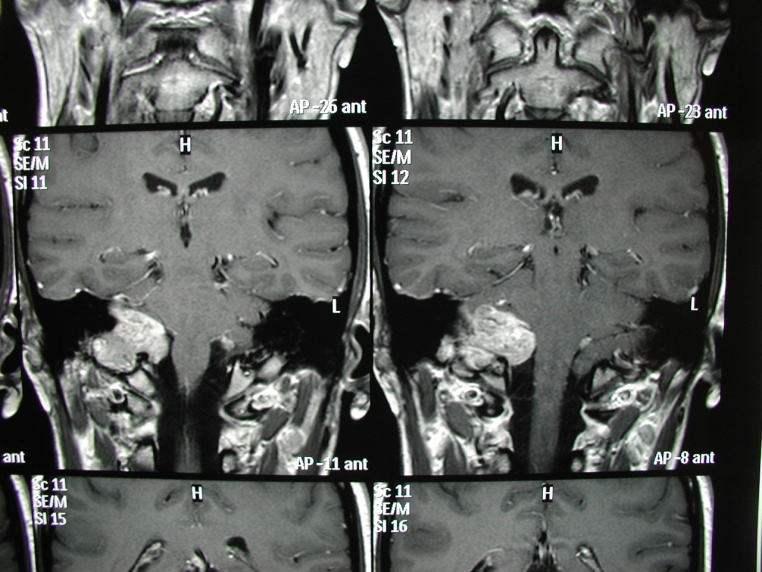 nt
AP -26 ant
AP -23 ant
Sc 11
SE/M
SI 11
H
L
AP -11 ant
Sc 11
SE/M
SI 12
H
L
AP -8 ant
ant
Sc 11
SE/M
SI 15
H
Sc 11
SE/M
SI 16
H